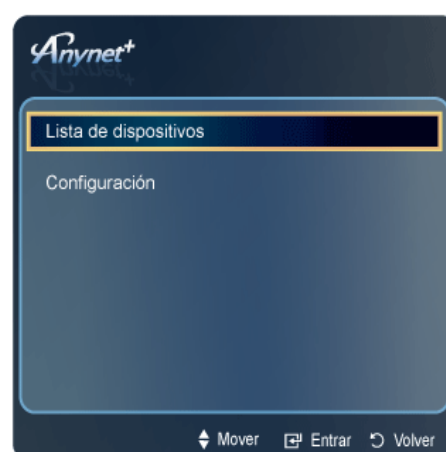 Anynet+
Lista de dispositivos
Configuración
Mover Entrar Volver